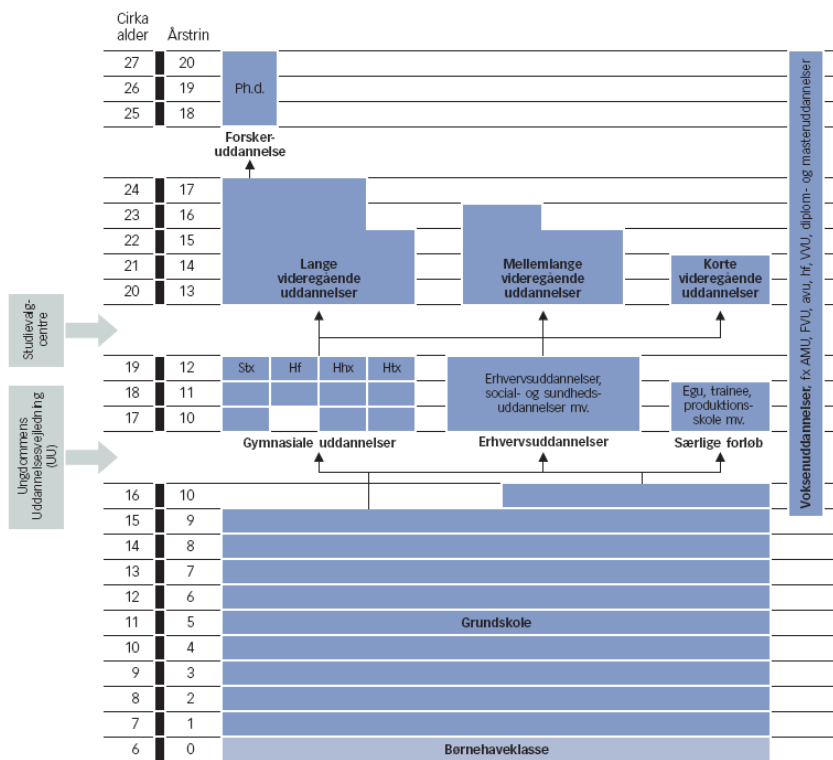 Cirka
alder Årstrin
27 20
26 19
25 18
Ph.d.
Forsker-
uddannelse
24 17
23 16
22 15
21 14
20 13
Lange
videregående
uddannelser
Mellemlange
videregående
uddannelser
Korte
videregående
uddannelser
Studievalg-
centre
19 12
18 11
17 10
Stx Hf Hhx Htx
Erhvervsuddannelser,
social- og sundheds-
uddannelser mv.
Egu, trainee,
produktions-
skole mv.
Gymnasiale uddannelser
Erhvervsuddannelser
Særlige forløb
Ungdommens
Uddannelsesvejledning
(UU)
16 10
15 9
14 8
13 7
12 6
11 5 Grundskole
10 4
9 3
8 2
7 1
6 0 Børnehaveklasse
Voksenuddannelser, fx AMU, FVU, avu, hf, VVU, diplom- og masteruddannelser